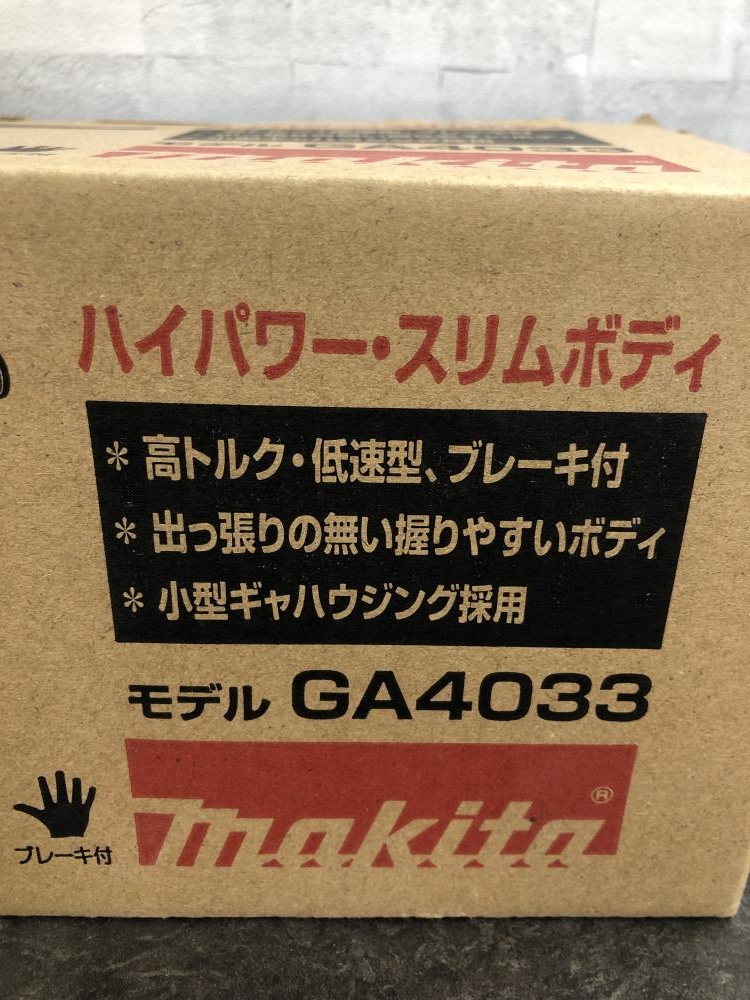 ハイパワー・スリムボディ
* 高トルク・低速型、ブレーキ付
* 出っ張りの無い握りやすいボディ
* 小型ギャハウジング採用
モデル GA4033
makita®
ブレーキ付